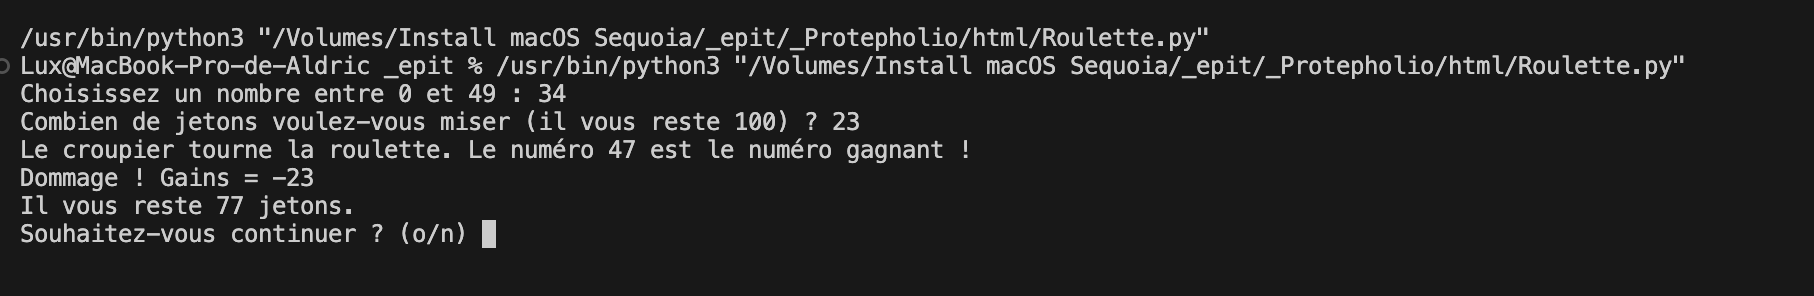 /usr/bin/python3 "/Volumes/Install macOS Sequoia/_epit/_Protepholio/html/Roulette.py"
Lux@MacBook-Pro-de-Aldric _epit % /usr/bin/python3 "/Volumes/Install macOS Sequoia/_epit/_Protepholio/html/Roulette.py"
Choisissez un nombre entre 0 et 49 : 34
Combien de jetons voulez-vous miser (il vous reste 100) ? 23
Le croupier tourne la roulette. Le numéro 47 est le numéro gagnant !
Dommage ! Gains = -23
Il vous reste 77 jetons.
Souhaitez-vous continuer ? (o/n)